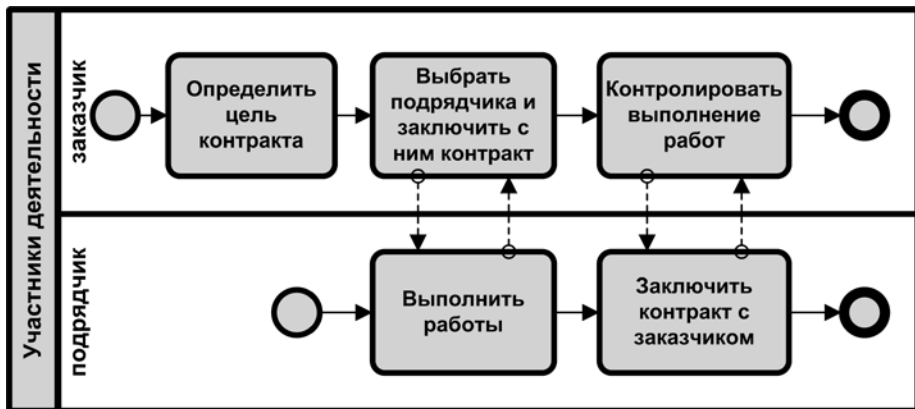 Участники деятельности
заказчик
Определить
цель
контракта
Выбрать
подрядчика и
заключить с
ним контракт
Контролировать
выполнение
работ
подрядчик
Выполнить
работы
Заключить
контракт с
заказчиком